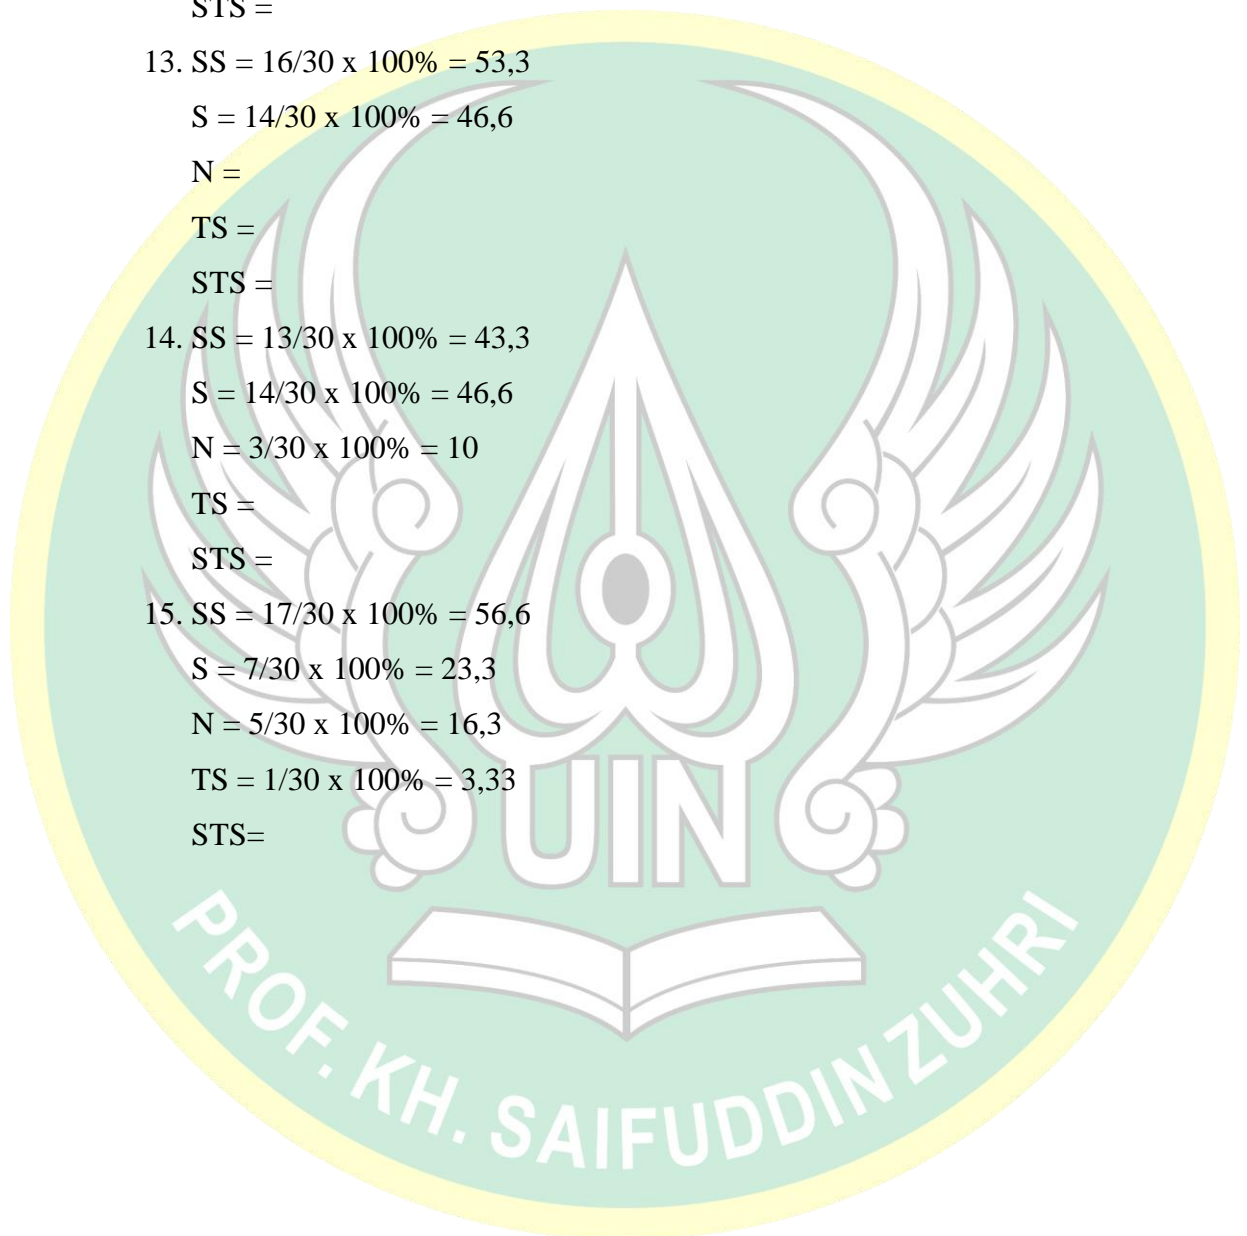 STS =
13. SS = 16/30 x 100% = 53,3
S = 14/30 x 100% = 46,6
N =
TS =
STS =
14. SS = 13/30 x 100% = 43,3
S = 14/30 x 100% = 46,6
N = 3/30 x 100% = 10
TS =
STS =
15. SS = 17/30 x 100% = 56,6
S = 7/30 x 100% = 23,3
N = 5/30 x 100% = 16,3
TS = 1/30 x 100% = 3,33
STS=
UIN
PROF. KH. SAIFUDDIN ZUHRI